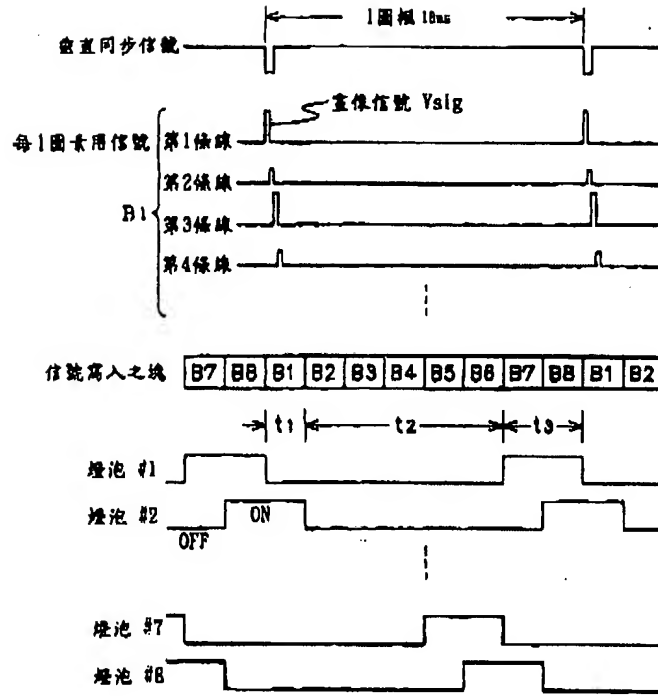 1圖楓 16ms
垂直同步信號
畫像信號 Vsig
每1圖素用信號
第1條線
第2條線
B1
第3條線
第4條線
信號寫入之塊 B7 B8 B1 B2 B3 B4 B5 B6 B7 B8 B1 B2
t1 t2 t3
燈泡 #1
燈泡 #2
OFF
ON
燈泡 #7
燈泡 #8